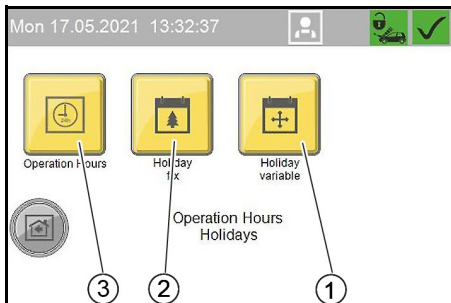 Mon 17.05.2021 13:32:37
24h
Operation Hours
Holiday
fix
Holiday
variable
Operation Hours
Holidays
3
2
1